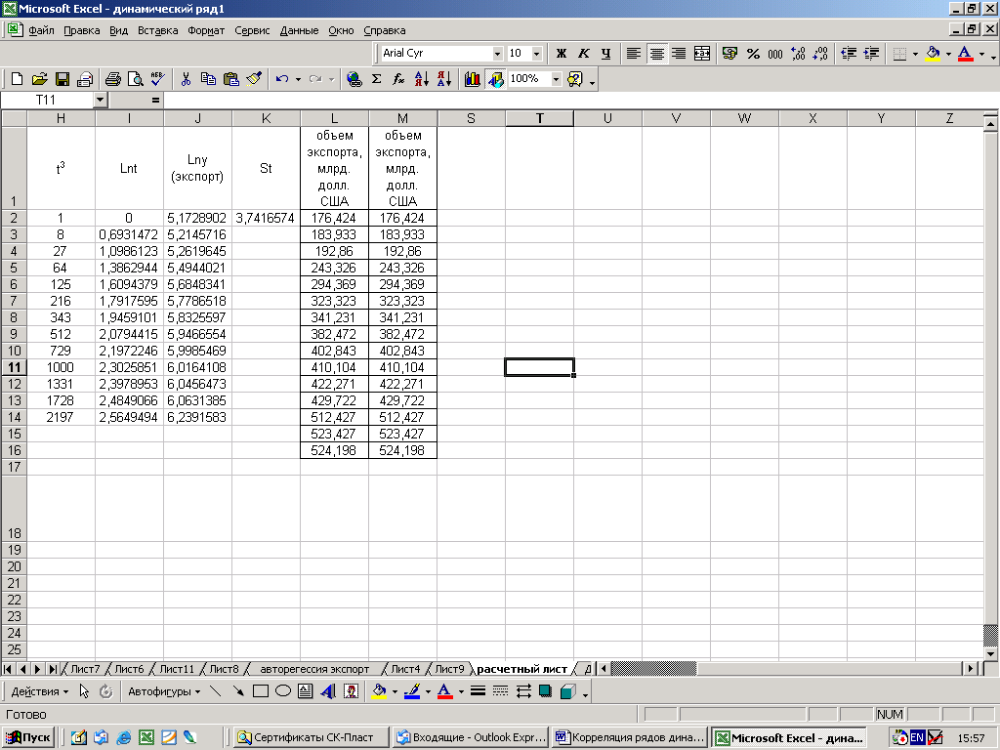 Microsoft Excel - динамический ряд1
Файл Правка Вид Вставка Формат Сервис Данные Окно Справка
Arial Cyr 10 Ж К Ч % 000
100%
T11 =
H I J K L M S T U V W X Y Z
t³ Lnt Lny (экспорт) St объем экспорта, млрд. долл. США объем экспорта, млрд. долл. США
1
2 1 0 5,1728902 3,7416574 176,424 176,424
3 8 0,6931472 5,2145716 183,933 183,933
4 27 1,0986123 5,2619645 192,86 192,86
5 64 1,3862944 5,4944021 243,326 243,326
6 125 1,6094379 5,6848341 294,369 294,369
7 216 1,7917595 5,7786518 323,323 323,323
8 343 1,9459101 5,8325597 341,231 341,231
9 512 2,0794415 5,9466554 382,472 382,472
10 729 2,1972246 5,9985469 402,843 402,843
11 1000 2,3025851 6,0164108 410,104 410,104
12 1331 2,3978953 6,0456473 422,271 422,271
13 1728 2,4849066 6,0631385 429,722 429,722
14 2197 2,5649494 6,2391583 512,427 512,427
15 523,427 523,427
16 524,198 524,198
17
18
19
20
21
22
23
24
25
Лист7 Лист6 Лист11 Лист8 авторегессия экспорт Лист4 Лист9 расчетный лист
Действия Автофигуры
Готово NUM
Пуск Сертификаты СК-Пласт Входящие - Outlook Expr... Корреляция рядов дина... Microsoft Excel - дина... EN 15:57